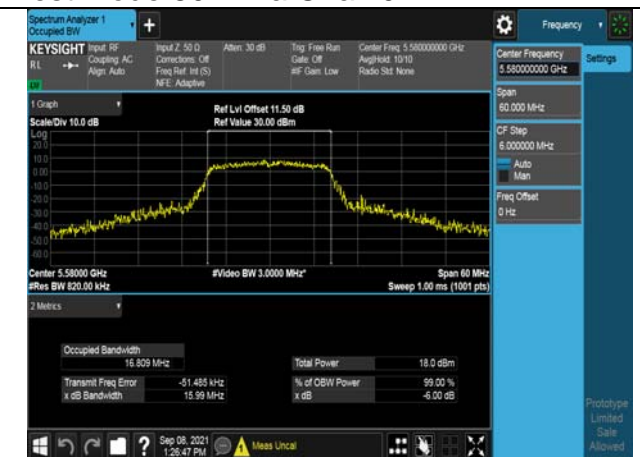 Spectrum Analyzer 1
Occupied BW
+
Frequency
KEYSIGHT
RL
Input: RF
Coupling: AC
Align: Auto
Input Z: 50 Ω
Corrections: Off
Freq Ref: Int (S)
NFE: Adaptive
Atten: 30 dB
Trig: Free Run
Gate: Off
#IF Gain: Low
Center Freq: 5.580000000 GHz
Avg|Hold: 10/10
Radio Std: None
Center Frequency
5.580000000 GHz
Settings
Span
60.000 MHz
CF Step
6.000000 MHz
Auto
Man
Freq Offset
0 Hz
1 Graph
Scale/Div 10.0 dB
Ref Lvl Offset 11.50 dB
Ref Value 30.00 dBm
Log
20.0
10.0
0.00
-10.0
-20.0
-30.0
-40.0
-50.0
-60.0
Center 5.58000 GHz
#Res BW 820.00 kHz
#Video BW 3.0000 MHz*
Span 60 MHz
Sweep 1.00 ms (1001 pts)
2 Metrics
Occupied Bandwidth
16.809 MHz
Total Power 18.0 dBm
Transmit Freq Error -51.485 kHz
% of OBW Power 99.00 %
x dB Bandwidth 15.99 MHz
x dB -6.00 dB
Prototype
Limited
Sale
Allowed
?
Sep 08, 2021
1:26:47 PM
Meas Uncal